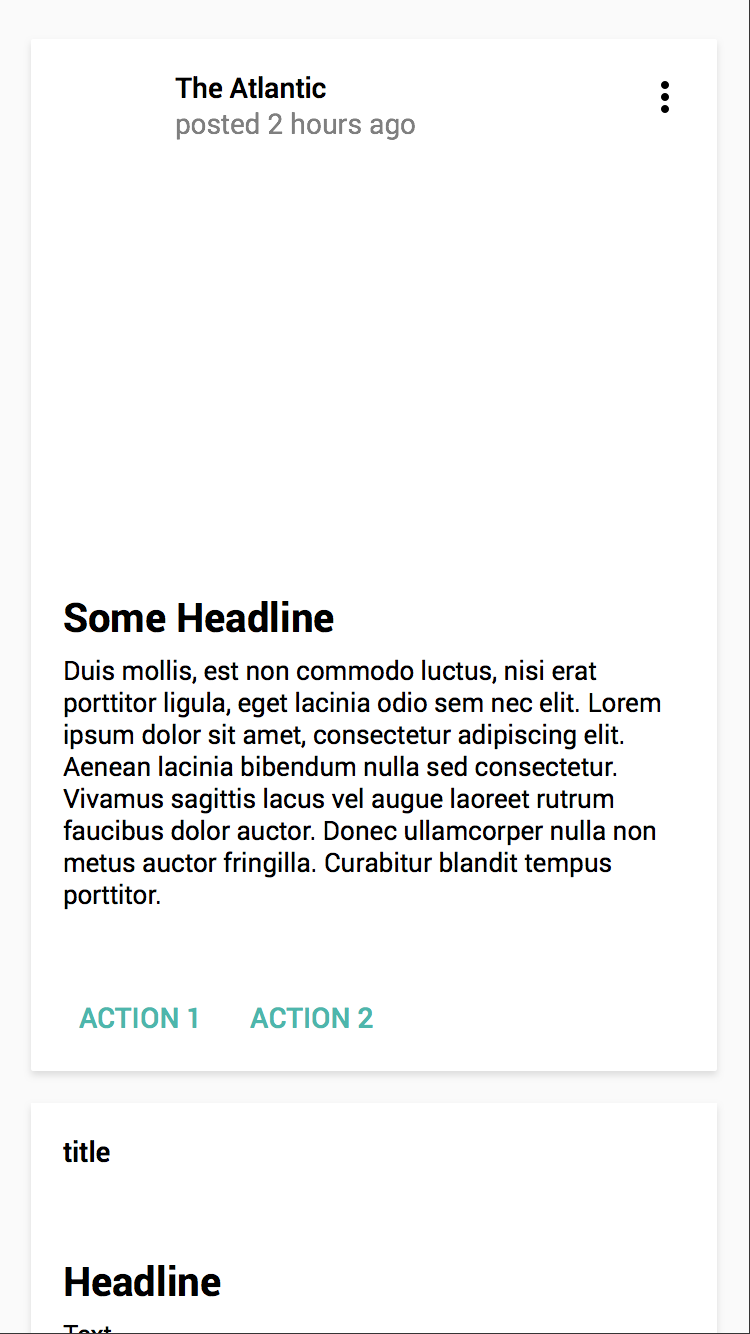 The Atlantic
posted 2 hours ago
Some Headline
Duis mollis, est non commodo luctus, nisi erat
porttitor ligula, eget lacinia odio sem nec elit. Lorem
ipsum dolor sit amet, consectetur adipiscing elit.
Aenean lacinia bibendum nulla sed consectetur.
Vivamus sagittis lacus vel augue laoreet rutrum
faucibus dolor auctor. Donec ullamcorper nulla non
metus auctor fringilla. Curabitur blandit tempus
porttitor.
ACTION 1 ACTION 2
title
Headline
Text